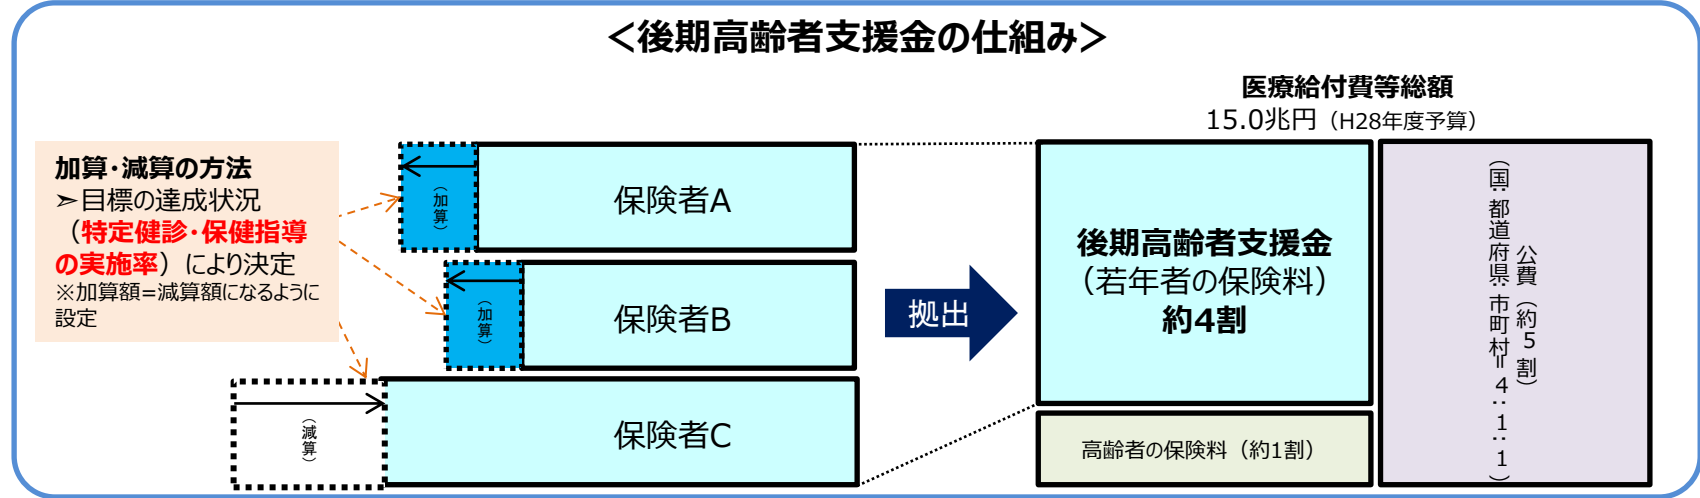 ＜後期高齢者支援金の仕組み＞
医療給付費等総額
15.0兆円（H28年度予算）
加算・減算の方法
➣目標の達成状況
（特定健診・保健指導
の実施率）により決定
※加算額=減算額になるように
設定
（加算）
保険者A
（加算）
保険者B
（減算）
保険者C
拠出
後期高齢者支援金
（若年者の保険料）
約4割
高齢者の保険料（約1割）
公費（約５割）
（国：都道府県：市町村＝４：１：１）